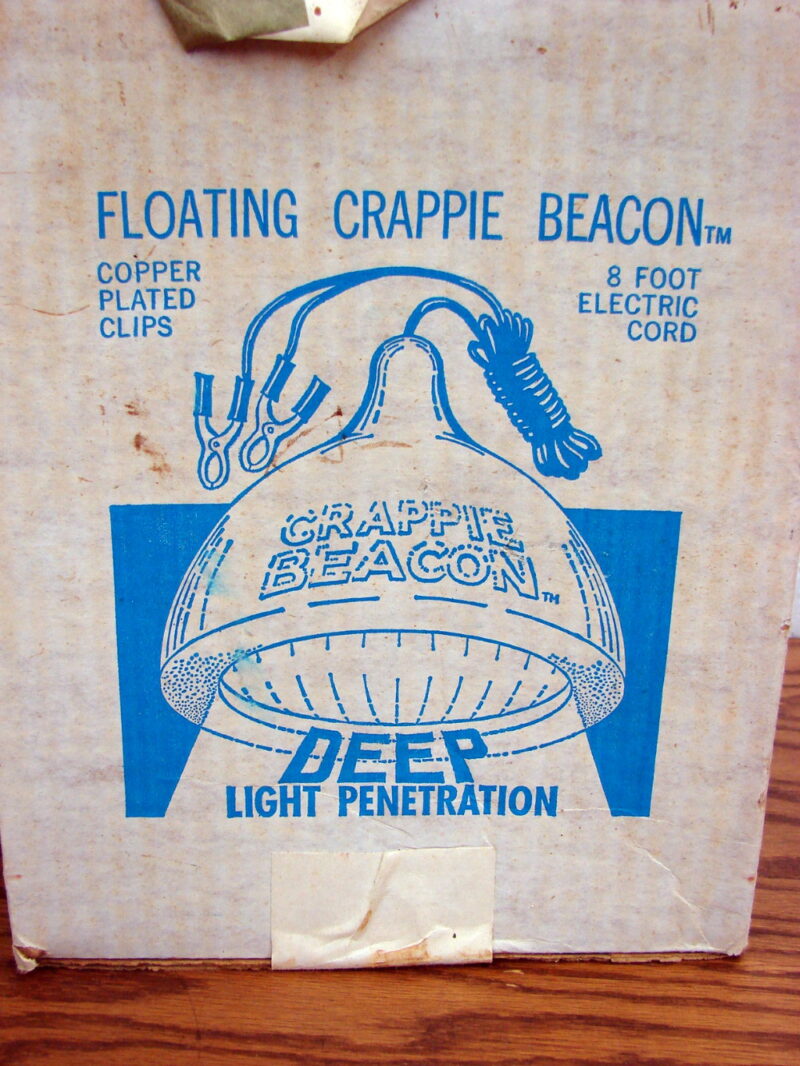 FLOATING CRAPPIE BEACON™
COPPER
PLATED
CLIPS
8 FOOT
ELECTRIC
CORD
CRAPPIE
BEACON™
DEEP
LIGHT PENETRATION